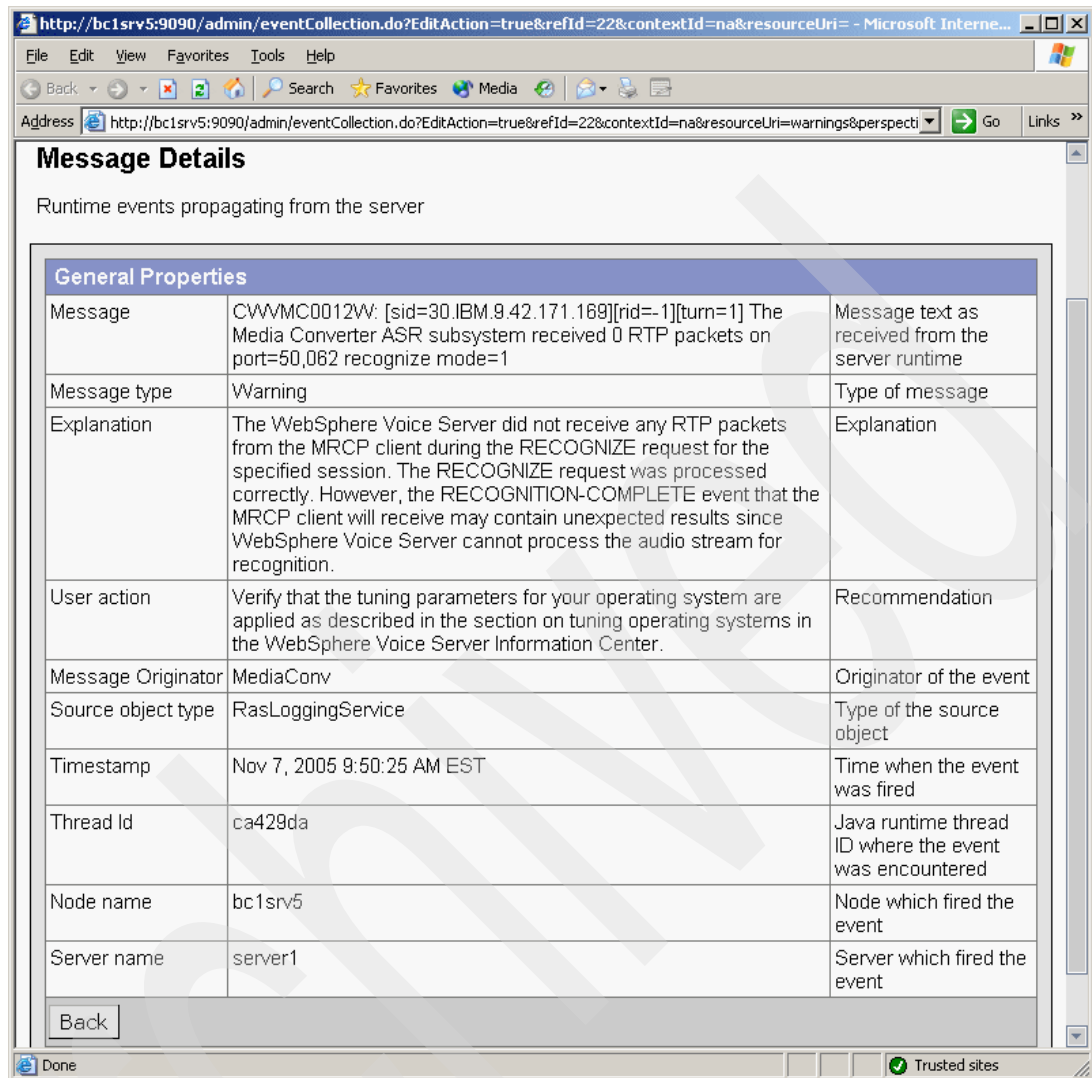 http://bc1srv5:9090/admin/eventCollection.do?EditAction=true&refId=22&contextId=na&resourceUri= - Microsoft Interne...
File Edit View Favorites Tools Help
Back Search Favorites Media
Address http://bc1srv5:9090/admin/eventCollection.do?EditAction=true&refId=22&contextId=na&resourceUri=warnings&perspecti Go Links »
Message Details
Runtime events propagating from the server
General Properties
Message CWVMC0012W: [sid=30.IBM.9.42.171.169][rid=-1][turn=1] The Message text as
Media Converter ASR subsystem received 0 RTP packets on received from the
port=50,062 recognize mode=1 server runtime
Message type Warning Type of message
Explanation The WebSphere Voice Server did not receive any RTP packets Explanation
from the MRCP client during the RECOGNIZE request for the
specified session. The RECOGNIZE request was processed
correctly. However, the RECOGNITION-COMPLETE event that the
MRCP client will receive may contain unexpected results since
WebSphere Voice Server cannot process the audio stream for
recognition.
User action Verify that the tuning parameters for your operating system are Recommendation
applied as described in the section on tuning operating systems in
the WebSphere Voice Server Information Center.
Message Originator MediaConv Originator of the event
Source object type RasLoggingService Type of the source
object
Timestamp Nov 7, 2005 9:50:25 AM EST Time when the event
was fired
Thread Id ca429da Java runtime thread
ID where the event
was encountered
Node name bc1srv5 Node which fired the
event
Server name server1 Server which fired the
event
Back
Done Trusted sites